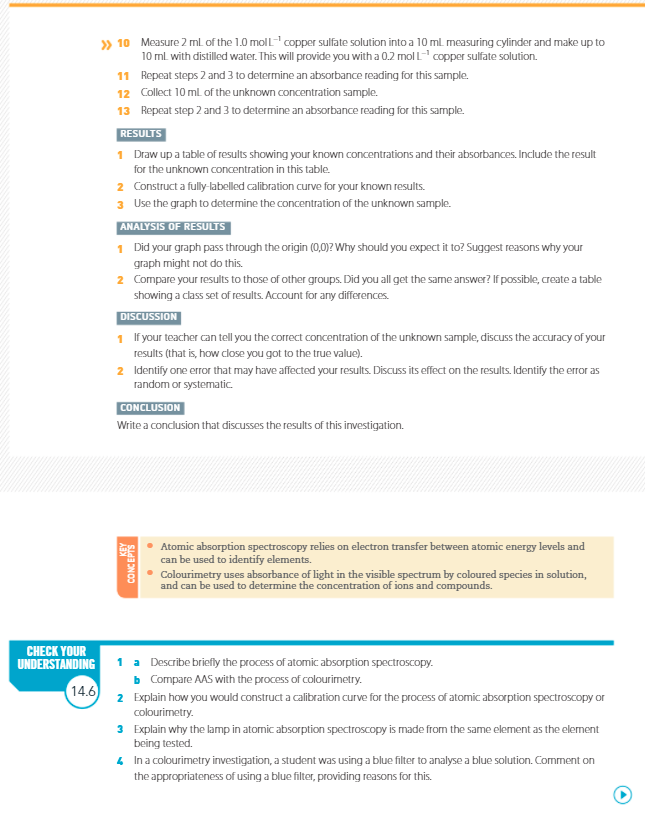 » 10 Measure 2 mL of the 1.0 mol L⁻¹ copper sulfate solution into a 10 mL measuring cylinder and make up to
10 mL with distilled water. This will provide you with a 0.2 mol L⁻¹ copper sulfate solution.
11 Repeat steps 2 and 3 to determine an absorbance reading for this sample.
12 Collect 10 mL of the unknown concentration sample.
13 Repeat step 2 and 3 to determine an absorbance reading for this sample.
RESULTS
1 Draw up a table of results showing your known concentrations and their absorbances. Include the result
for the unknown concentration in this table.
2 Construct a fully-labelled calibration curve for your known results.
3 Use the graph to determine the concentration of the unknown sample.
ANALYSIS OF RESULTS
1 Did your graph pass through the origin (0,0)? Why should you expect it to? Suggest reasons why your
graph might not do this.
2 Compare your results to those of other groups. Did you all get the same answer? If possible, create a table
showing a class set of results. Account for any differences.
DISCUSSION
1 If your teacher can tell you the correct concentration of the unknown sample, discuss the accuracy of your
results (that is, how close you got to the true value).
2 Identify one error that may have affected your results. Discuss its effect on the results. Identify the error as
random or systematic.
CONCLUSION
Write a conclusion that discusses the results of this investigation.
KEY
CONCEPTS
• Atomic absorption spectroscopy relies on electron transfer between atomic energy levels and
can be used to identify elements.
• Colourimetry uses absorbance of light in the visible spectrum by coloured species in solution,
and can be used to determine the concentration of ions and compounds.
CHECK YOUR
UNDERSTANDING
14.6
1 a Describe briefly the process of atomic absorption spectroscopy.
b Compare AAS with the process of colourimetry.
2 Explain how you would construct a calibration curve for the process of atomic absorption spectroscopy or
colourimetry.
3 Explain why the lamp in atomic absorption spectroscopy is made from the same element as the element
being tested.
4 In a colourimetry investigation, a student was using a blue filter to analyse a blue solution. Comment on
the appropriateness of using a blue filter, providing reasons for this.